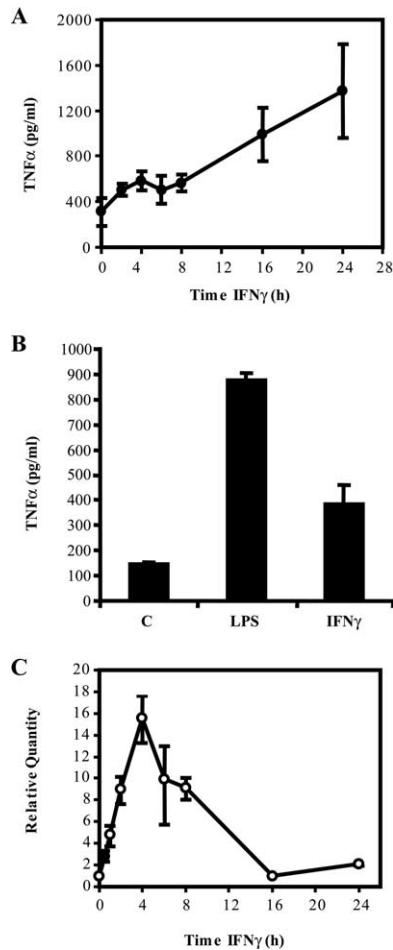 A
2000
1600
1200
800
400
0
TNFα (pg/ml)
0 4 8 12 16 20 24 28
Time IFNγ (h)
B
1000
900
800
700
600
500
400
300
200
100
0
TNFα (pg/ml)
C LPS IFNγ
C
20
18
16
14
12
10
8
6
4
2
0
Relative Quantity
0 4 8 12 16 20 24
Time IFNγ (h)